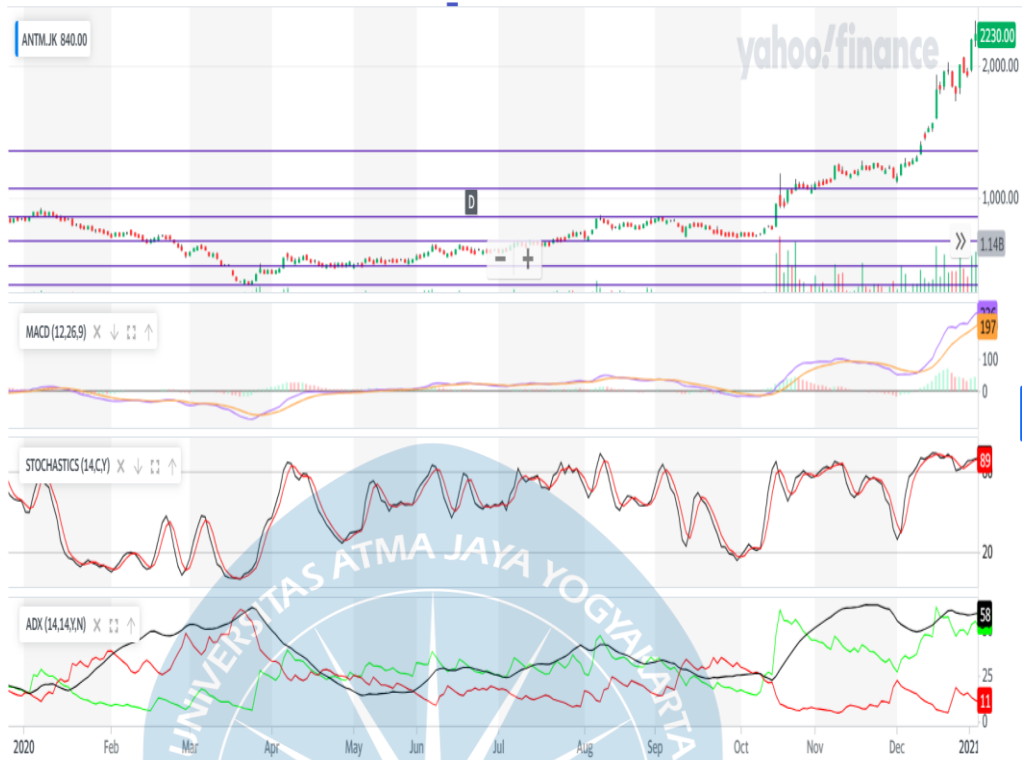 ANTM.JK 840.00
yahoo!finance
2230.00
2,000.00
D
1,000.00
1.14B
MACD (12,26,9)
197
100
0
STOCHASTICS (14,C,Y)
89
20
UNIVERSITAS ATMA JAYA YOGYAKARTA
ADX (14,14,Y,N)
58
25
11
0
2020 Feb Mar Apr May Jun Jul Aug Sep Oct Nov Dec 2021